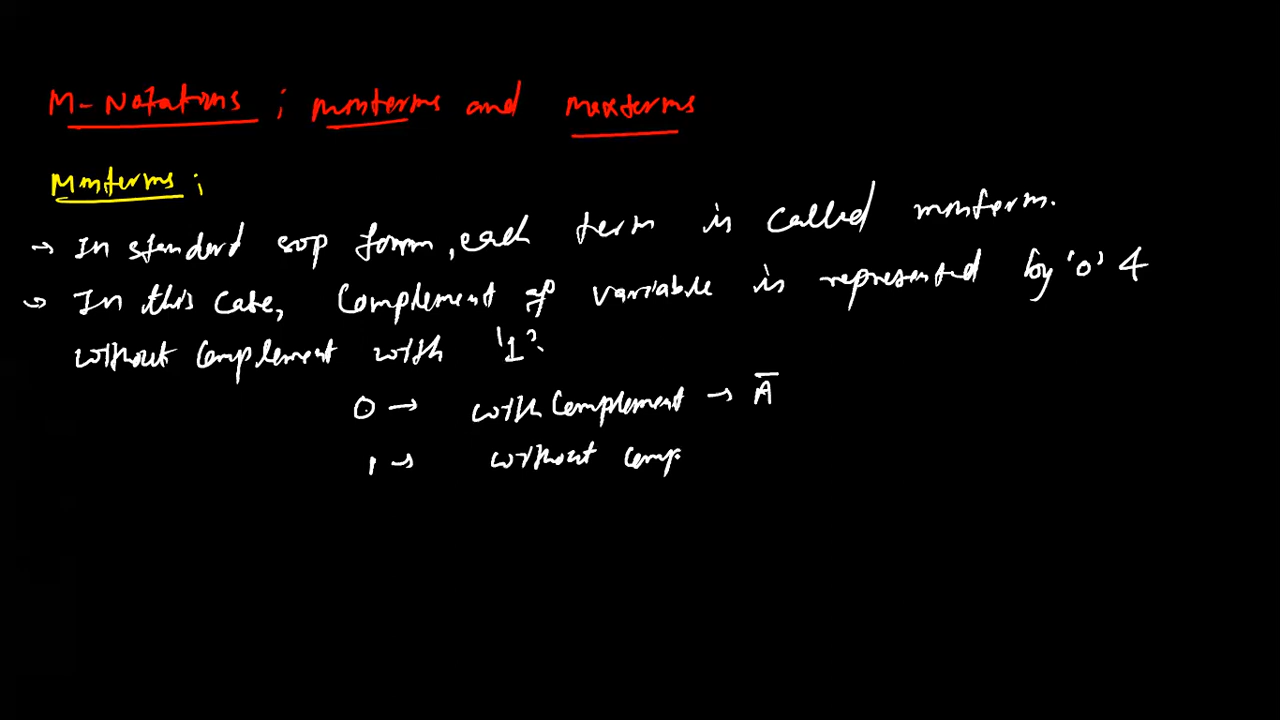 M-Notations ; minterms and Maxterms
Minterms ;
→ In standard sop form, each term is called minterm.
→ In this case, Complement of variable is represented by '0' &
without complement with '1'.
0 → with Complement → A̅
1 → without comp